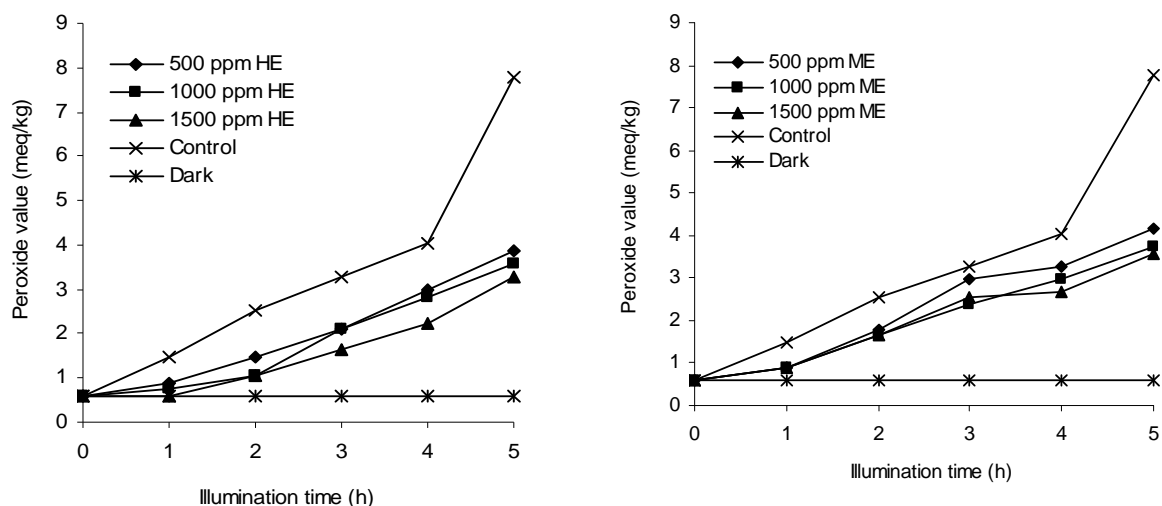 9
8
7
6
5
4
3
2
1
0
Peroxide value (meq/kg)
500 ppm HE
1000 ppm HE
1500 ppm HE
Control
Dark
0 1 2 3 4 5
Illumination time (h)
9
8
7
6
5
4
3
2
1
0
Peroxide value (meq/kg)
500 ppm ME
1000 ppm ME
1500 ppm ME
Control
Dark
0 1 2 3 4 5
Illumination time (h)